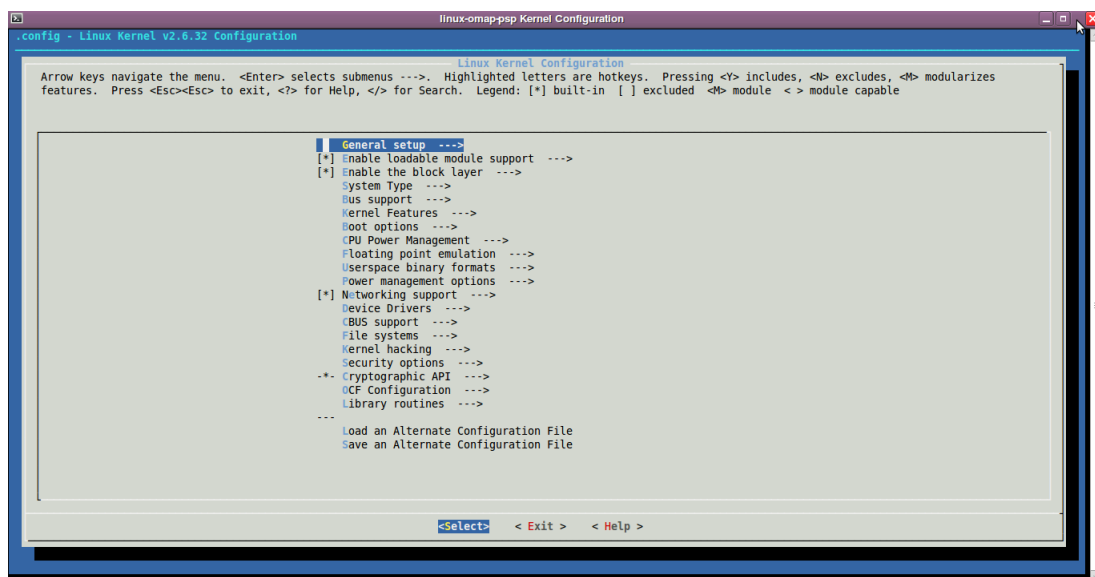 linux-omap-psp Kernel Configuration
.config - Linux Kernel v2.6.32 Configuration
Linux Kernel Configuration
Arrow keys navigate the menu.  <Enter> selects submenus --->.  Highlighted letters are hotkeys.  Pressing <Y> includes, <N> excludes, <M> modularizes
features.  Press <Esc><Esc> to exit, <?> for Help, </> for Search.  Legend: [*] built-in  [ ] excluded  <M> module  < > module capable
General setup  --->
[*] Enable loadable module support  --->
[*] Enable the block layer  --->
System Type  --->
Bus support  --->
Kernel Features  --->
Boot options  --->
CPU Power Management  --->
Floating point emulation  --->
Userspace binary formats  --->
Power management options  --->
[*] Networking support  --->
Device Drivers  --->
CBUS support  --->
File systems  --->
Kernel hacking  --->
Security options  --->
-*- Cryptographic API  --->
OCF Configuration  --->
Library routines  --->
---
Load an Alternate Configuration File
Save an Alternate Configuration File
<Select>    < Exit >    < Help >